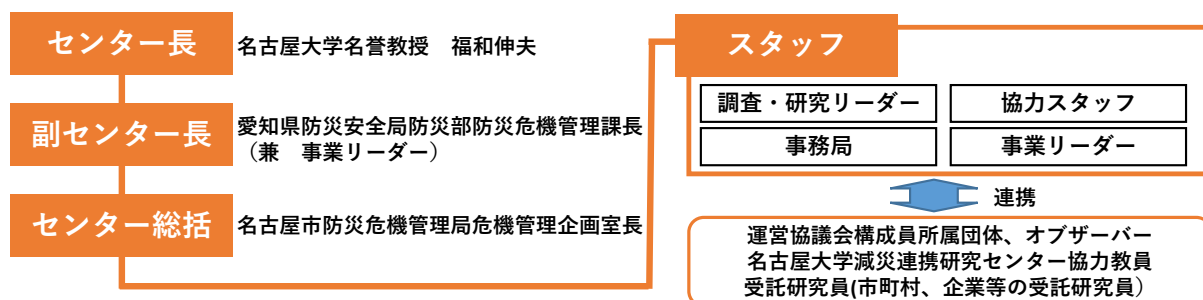 センター長
名古屋大学名誉教授　福和伸夫
副センター長
愛知県防災安全局防災部防災危機管理課長
（兼　事業リーダー）
センター総括
名古屋市防災危機管理局危機管理企画室長
スタッフ
調査・研究リーダー
協力スタッフ
事務局
事業リーダー
連携
運営協議会構成員所属団体、オブザーバー
名古屋大学減災連携研究センター協力教員
受託研究員(市町村、企業等の受託研究員）